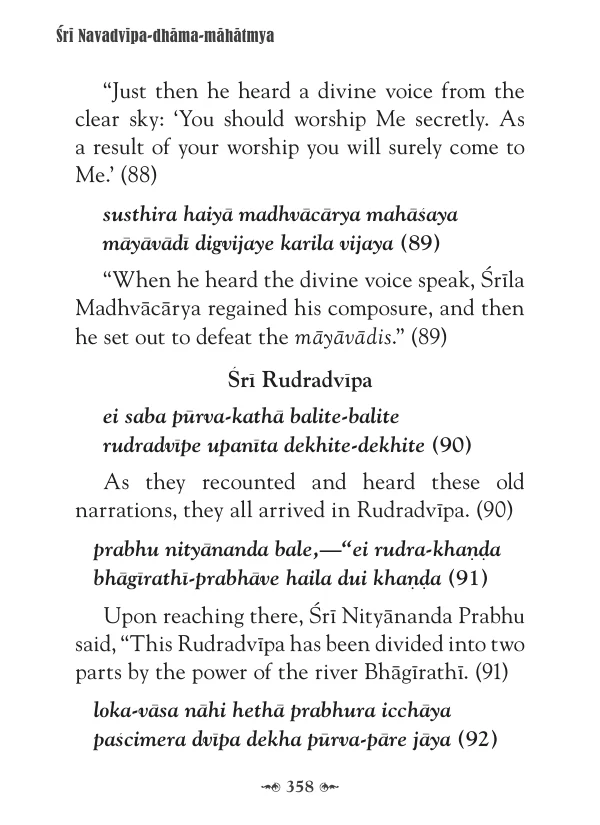 Śrī Navadvīpa-dhāma-māhātmya
“Just then he heard a divine voice from the
clear sky: ‘You should worship Me secretly. As
a result of your worship you will surely come to
Me.’ (88)
susthira haiyā madhvācārya mahāśaya
māyāvādī digvijaye karila vijaya (89)
“When he heard the divine voice speak, Śrīla
Madhvācārya regained his composure, and then
he set out to defeat the māyāvādis.” (89)
Śrī Rudradvīpa
ei saba pūrva-kathā balite-balite
rudradvīpe upanīta dekhite-dekhite (90)
As they recounted and heard these old
narrations, they all arrived in Rudradvīpa. (90)
prabhu nityānanda bale,—“ei rudra-khaṇḍa
bhāgīrathī-prabhāve haila dui khaṇḍa (91)
Upon reaching there, Śrī Nityānanda Prabhu
said, “This Rudradvīpa has been divided into two
parts by the power of the river Bhāgīrathī. (91)
loka-vāsa nāhi hethā prabhura icchāya
paścimera dvīpa dekha pūrva-pāre jāya (92)
358